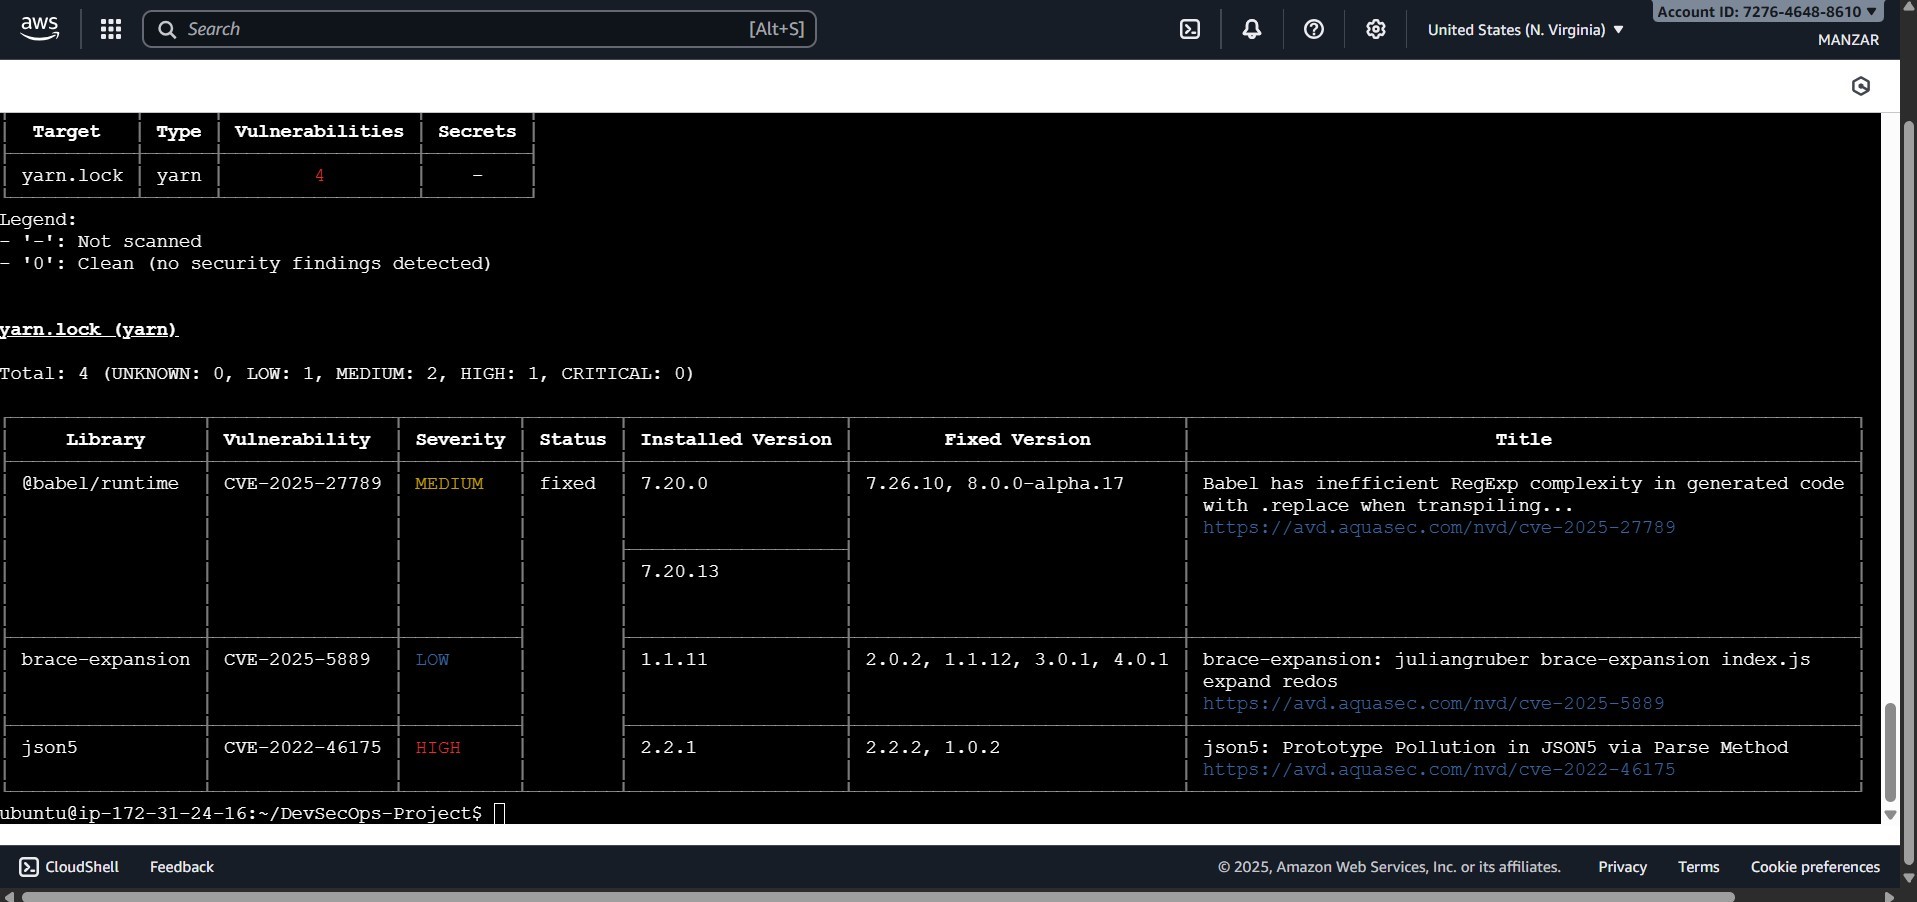 aws
Search [Alt+S]
United States (N. Virginia)
Account ID: 7276-4648-8610
MANZAR
Target Type Vulnerabilities Secrets
yarn.lock yarn 4 -
Legend:
- '-': Not scanned
- '0': Clean (no security findings detected)
yarn.lock (yarn)
Total: 4 (UNKNOWN: 0, LOW: 1, MEDIUM: 2, HIGH: 1, CRITICAL: 0)
Library Vulnerability Severity Status Installed Version Fixed Version Title
@babel/runtime CVE-2025-27789 MEDIUM fixed 7.20.0 7.26.10, 8.0.0-alpha.17 Babel has inefficient RegExp complexity in generated code
with .replace when transpiling...
https://avd.aquasec.com/nvd/cve-2025-27789
7.20.13
brace-expansion CVE-2025-5889 LOW 1.1.11 2.0.2, 1.1.12, 3.0.1, 4.0.1 brace-expansion: juliangruber brace-expansion index.js
expand redos
https://avd.aquasec.com/nvd/cve-2025-5889
json5 CVE-2022-46175 HIGH 2.2.1 2.2.2, 1.0.2 json5: Prototype Pollution in JSON5 via Parse Method
https://avd.aquasec.com/nvd/cve-2022-46175
ubuntu@ip-172-31-24-16:~/DevSecOps-Project$
CloudShell Feedback © 2025, Amazon Web Services, Inc. or its affiliates. Privacy Terms Cookie preferences